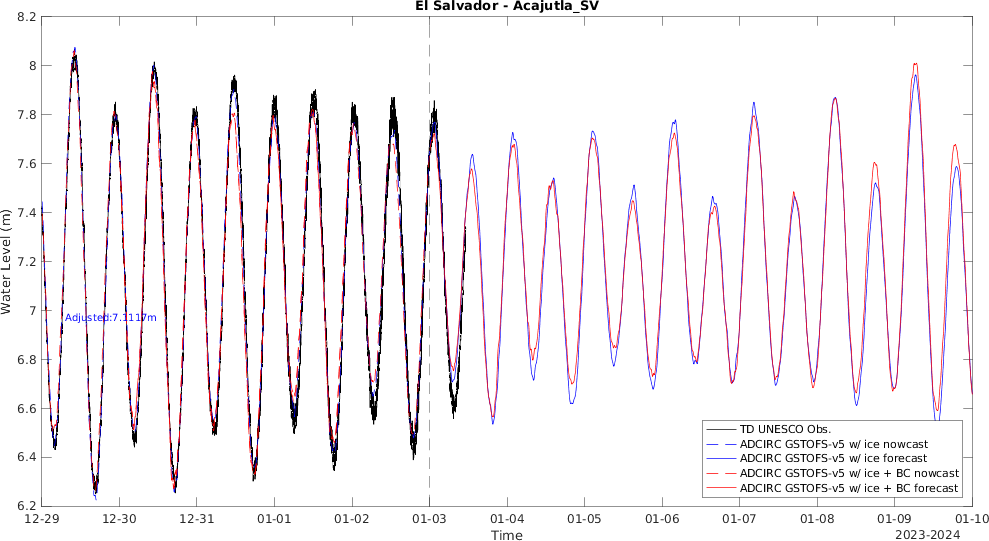 El Salvador - Acajutla_SV
8.2
8
7.8
7.6
7.4
7.2
7
6.8
6.6
6.4
6.2
Water Level (m)
Adjusted:7.1117m
TD UNESCO Obs.
ADCIRC GSTOFS-v5 w/ ice nowcast
ADCIRC GSTOFS-v5 w/ ice forecast
ADCIRC GSTOFS-v5 w/ ice + BC nowcast
ADCIRC GSTOFS-v5 w/ ice + BC forecast
12-29 12-30 12-31 01-01 01-02 01-03 01-04 01-05 01-06 01-07 01-08 01-09 01-10
Time
2023-2024